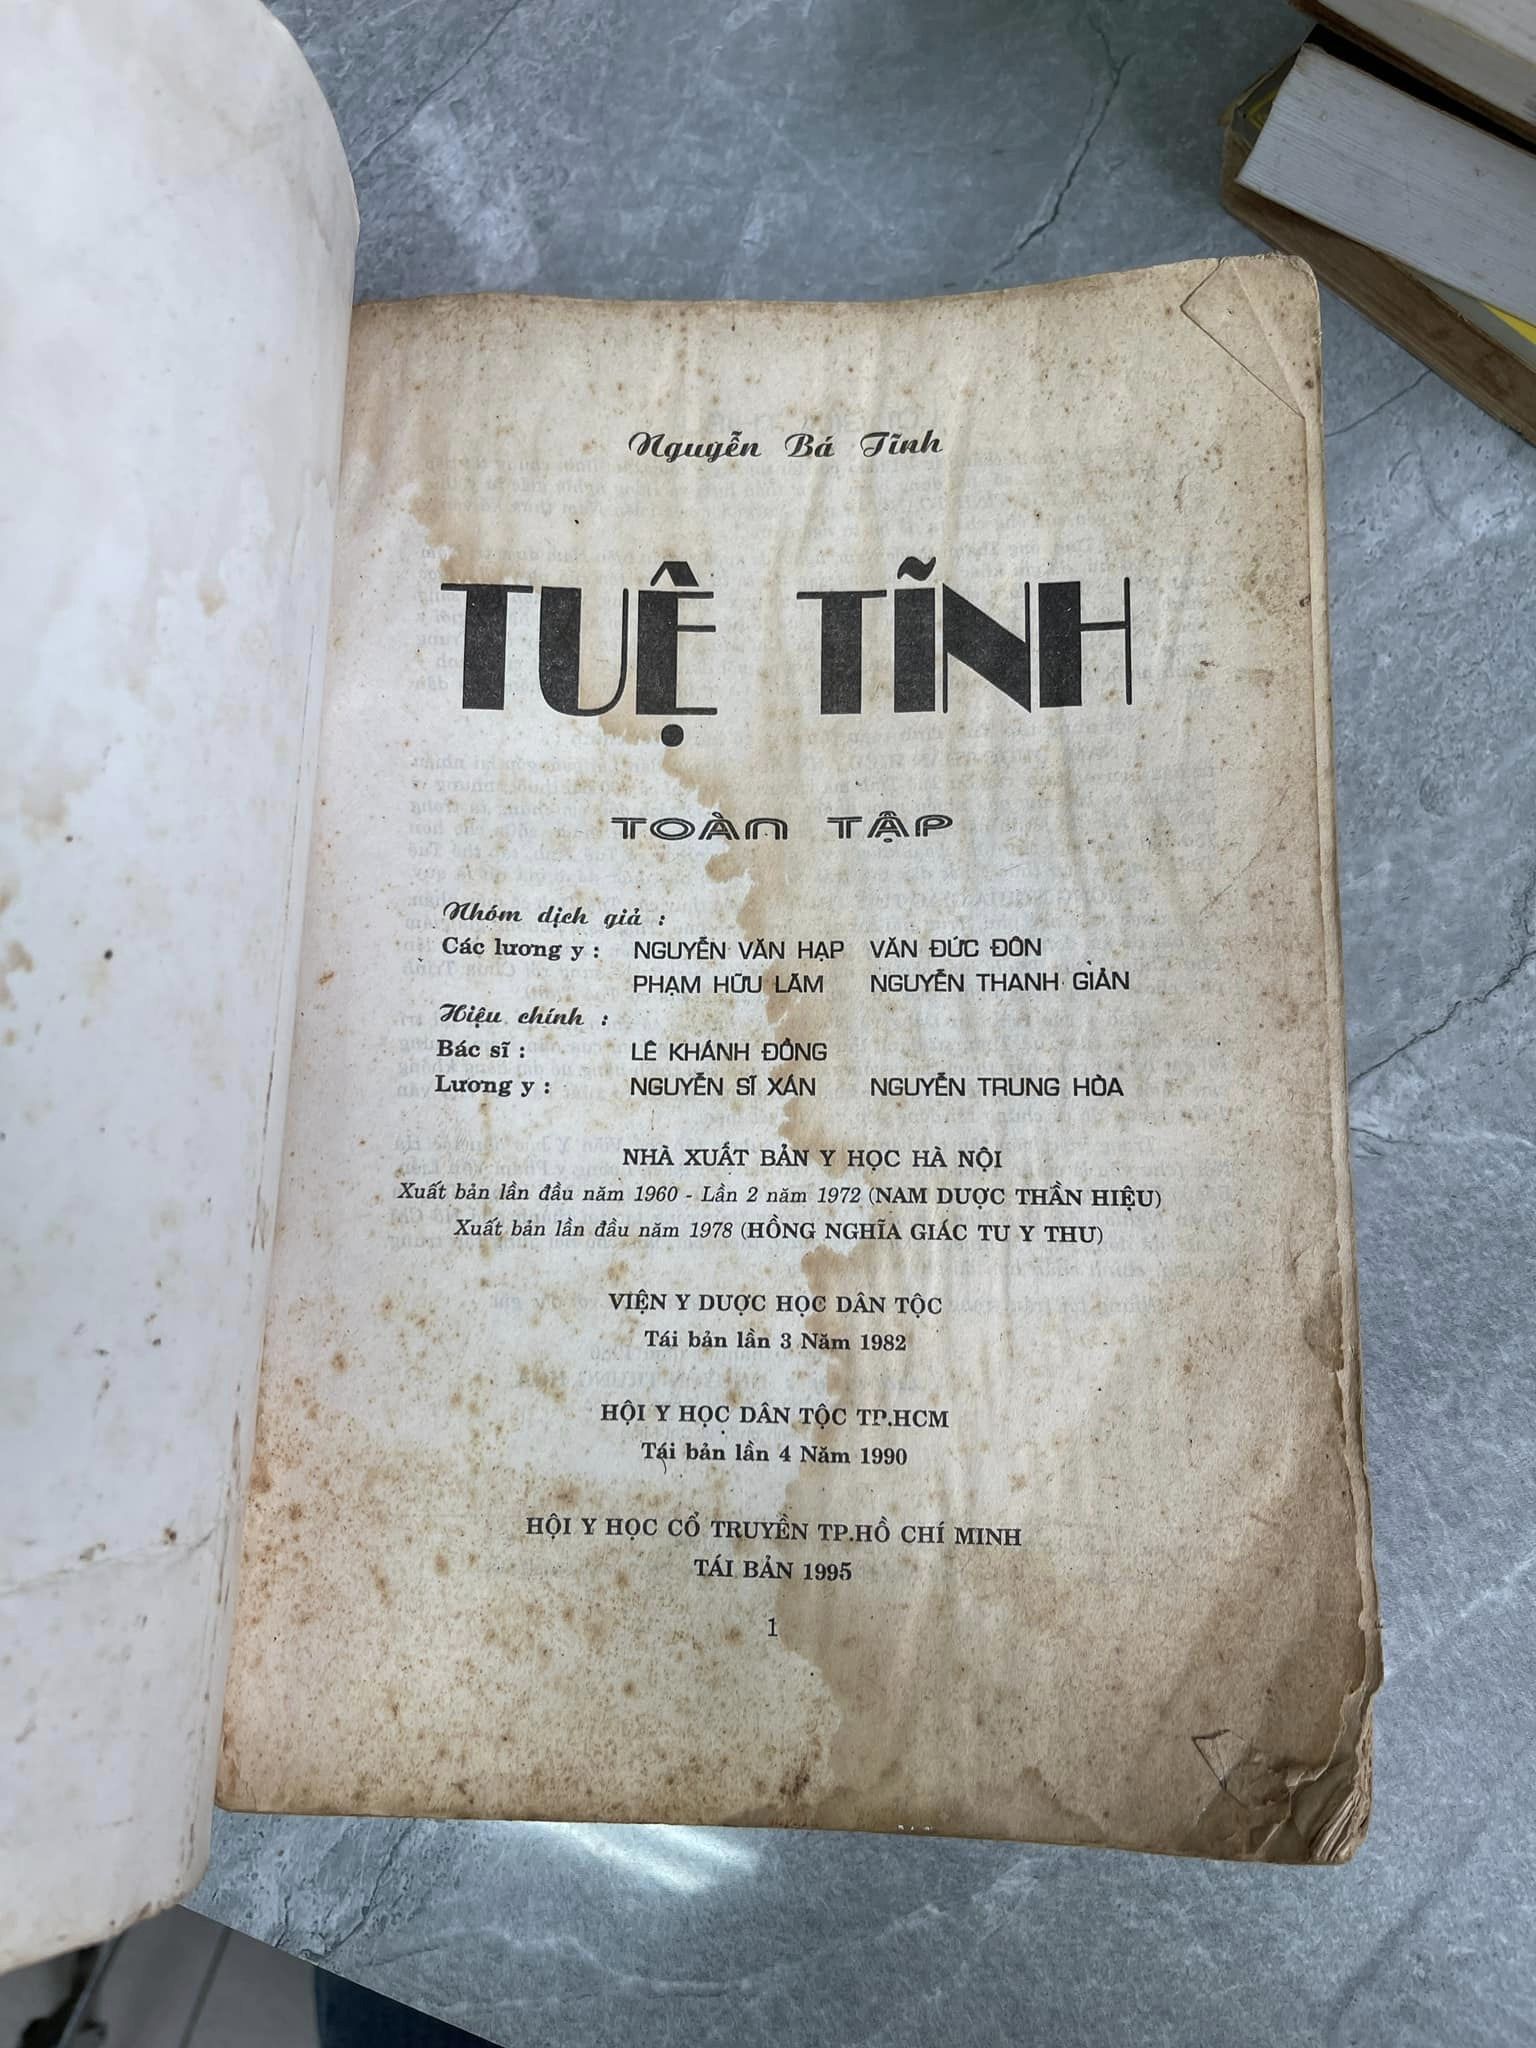 Nguyễn Bá Tĩnh
TUỆ TĨNH
TOÀN TẬP
Nhóm dịch giả :
Các lương y : NGUYỄN VĂN HẠP VĂN ĐỨC ĐÔN
PHẠM HỮU LÃM NGUYỄN THANH GIẢN
Hiệu chính :
Bác sĩ : LÊ KHÁNH ĐỒNG
Lương y : NGUYỄN SĨ XÁN NGUYỄN TRUNG HÒA
NHÀ XUẤT BẢN Y HỌC HÀ NỘI
Xuất bản lần đầu năm 1960 - Lần 2 năm 1972 (NAM DƯỢC THẦN HIỆU)
Xuất bản lần đầu năm 1978 (HỒNG NGHĨA GIÁC TƯ Y THƯ)
VIỆN Y DƯỢC HỌC DÂN TỘC
Tái bản lần 3 Năm 1982
HỘI Y HỌC DÂN TỘC TP.HCM
Tái bản lần 4 Năm 1990
HỘI Y HỌC CỔ TRUYỀN TP.HỒ CHÍ MINH
TÁI BẢN 1995
1